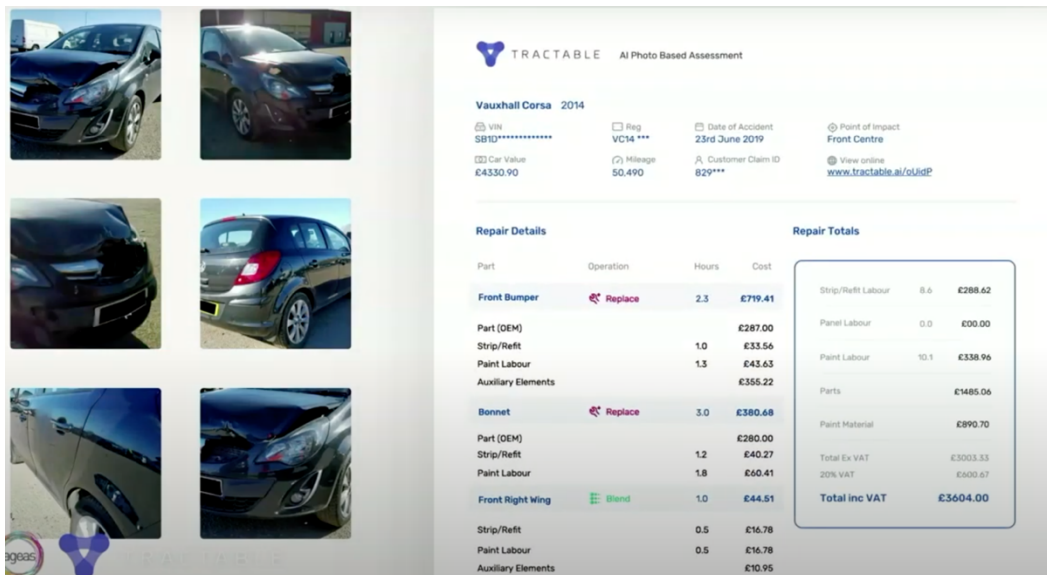 TRACTABLE AI Photo Based Assessment
Vauxhall Corsa 2014
VIN Reg Date of Accident Point of Impact
SB1D************* VC14 *** 23rd June 2019 Front Centre
Car Value Mileage Customer Claim ID View online
£4330.90 50,490 829*** www.tractable.ai/oUidP
Repair Details
Part Operation Hours Cost
Front Bumper Replace 2.3 £719.41
Part (OEM) £287.00
Strip/Refit 1.0 £33.56
Paint Labour 1.3 £43.63
Auxiliary Elements £355.22
Bonnet Replace 3.0 £380.68
Part (OEM) £280.00
Strip/Refit 1.2 £40.27
Paint Labour 1.8 £60.41
Front Right Wing Blend 1.0 £44.51
Strip/Refit 0.5 £16.78
Paint Labour 0.5 £16.78
Auxiliary Elements £10.95
Repair Totals
Strip/Refit Labour 8.6 £288.62
Panel Labour 0.0 £00.00
Paint Labour 10.1 £338.96
Parts £1485.06
Paint Material £890.70
Total Ex VAT £3003.33
20% VAT £600.67
Total inc VAT £3604.00
ageas
TRACTABLE